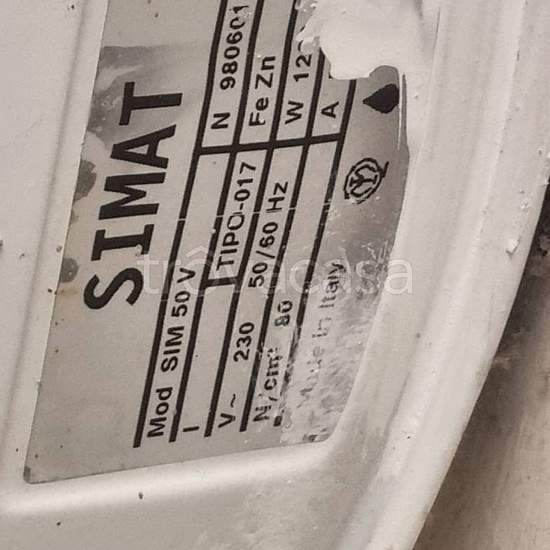 SIMAT
Mod SIM 50 V N 980601
I TIPO-017 Fe Zn
V~ 230 50/60 Hz W 12
N/cm² 80 A
Made in Italy
trovacasa